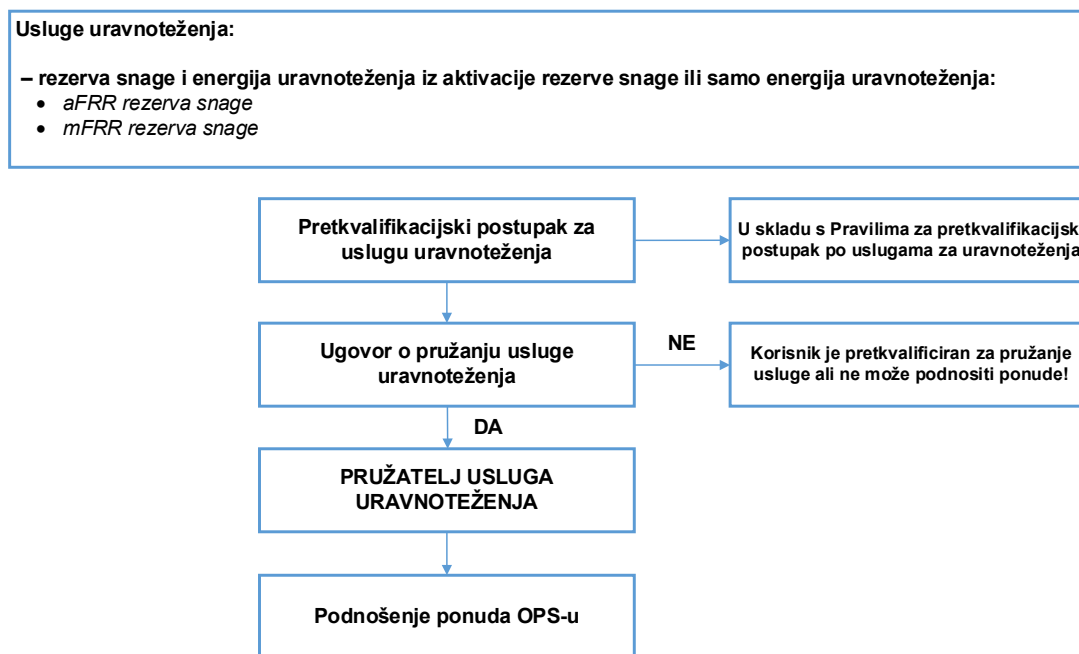 Usluge uravnoteženja:
– rezerva snage i energija uravnoteženja iz aktivacije rezerve snage ili samo energija uravnoteženja:
• aFRR rezerva snage
• mFRR rezerva snage
Pretkvalifikacijski postupak za
uslugu uravnoteženja
U skladu s Pravilima za pretkvalifikacijsk
postupak po uslugama za uravnoteženja
Ugovor o pružanju usluge
uravnoteženja
NE
Korisnik je pretkvalificiran za pružanje
usluge ali ne može podnositi ponude!
DA
PRUŽATELJ USLUGA
URAVNOTEŽENJA
Podnošenje ponuda OPS-u